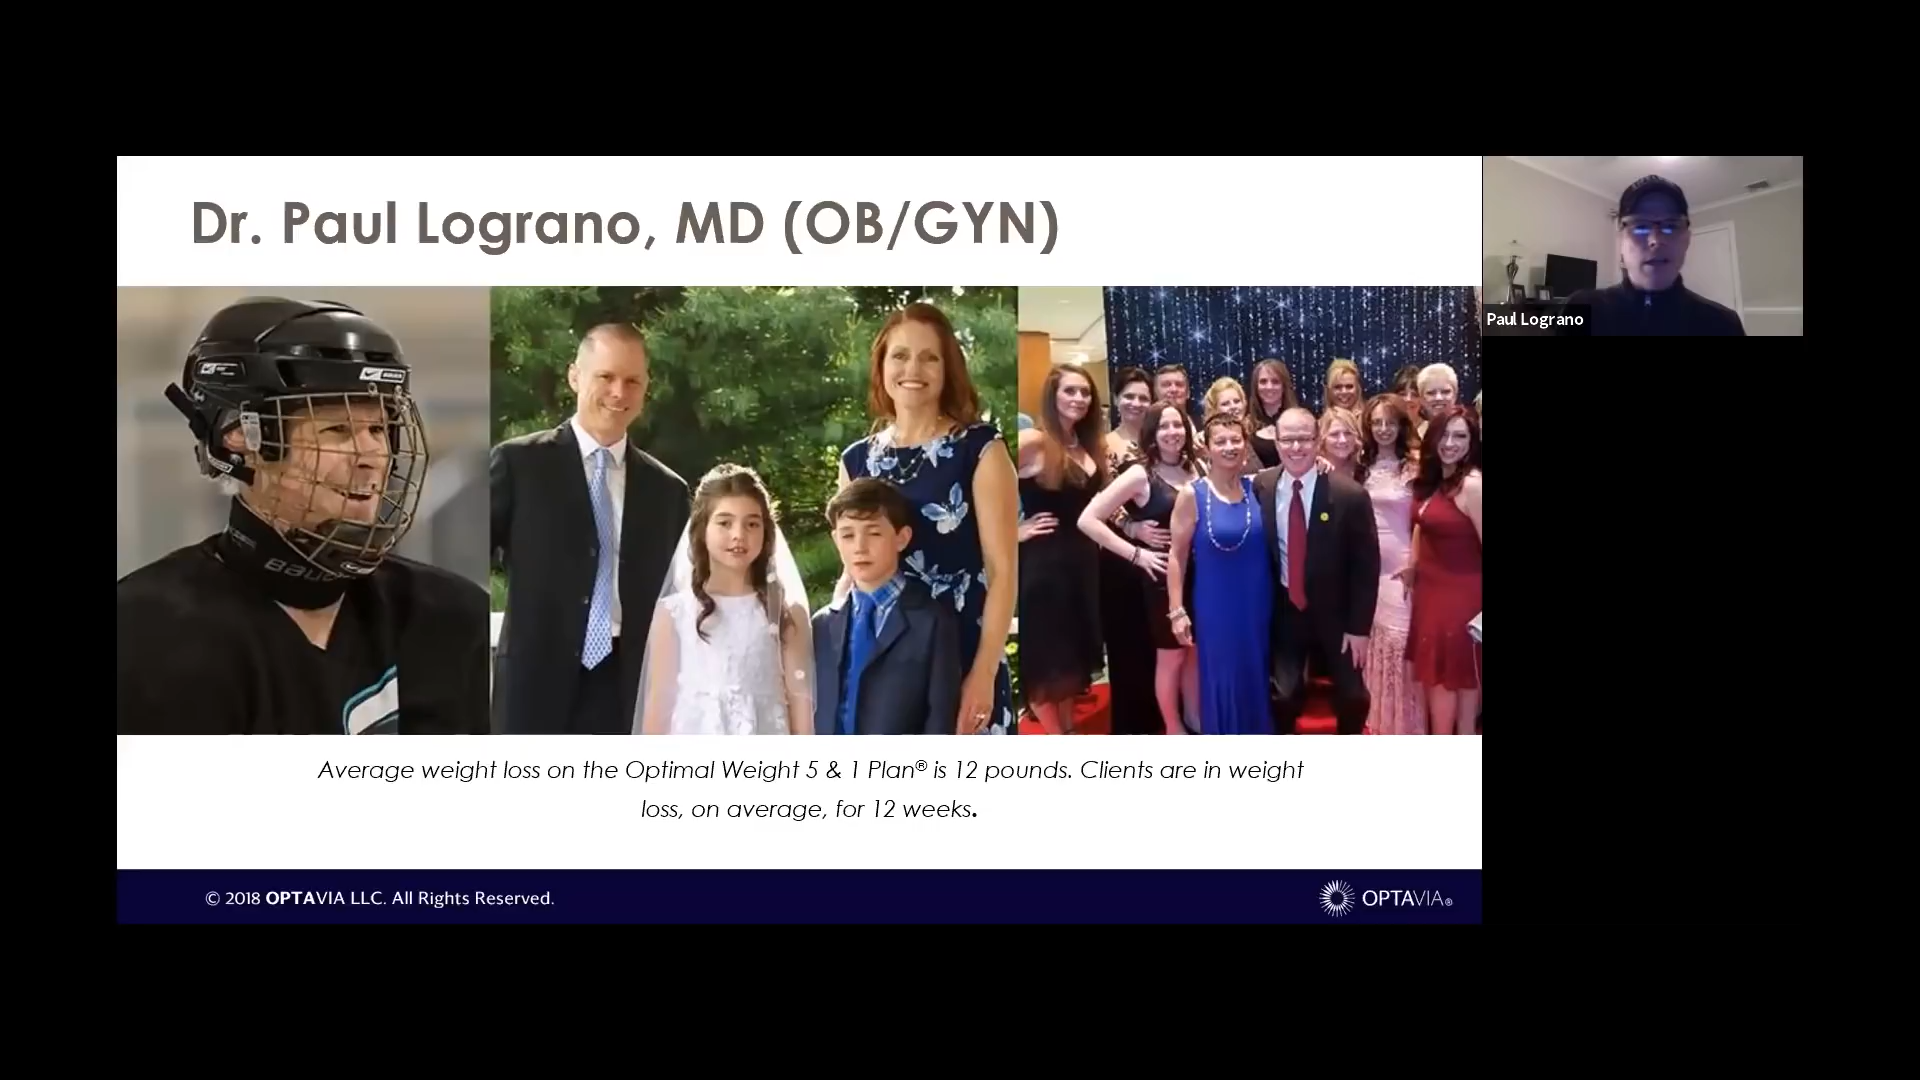 Dr. Paul Lograno, MD (OB/GYN)
Paul Lograno
BAUER
Average weight loss on the Optimal Weight 5 & 1 Plan® is 12 pounds. Clients are in weight
loss, on average, for 12 weeks.
© 2018 OPTAVIA LLC. All Rights Reserved.
OPTAVIA®